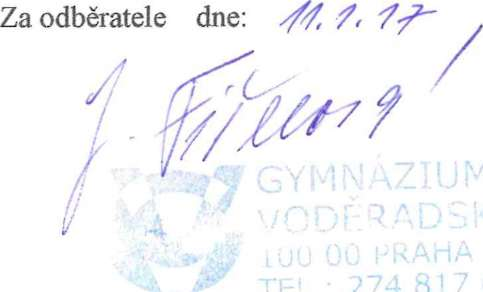 Za odběratele dne: 11.1.17
J.
GYMNÁZIUM
VODĚRADSK
100 00 PRAHA
TEL.: 274 817